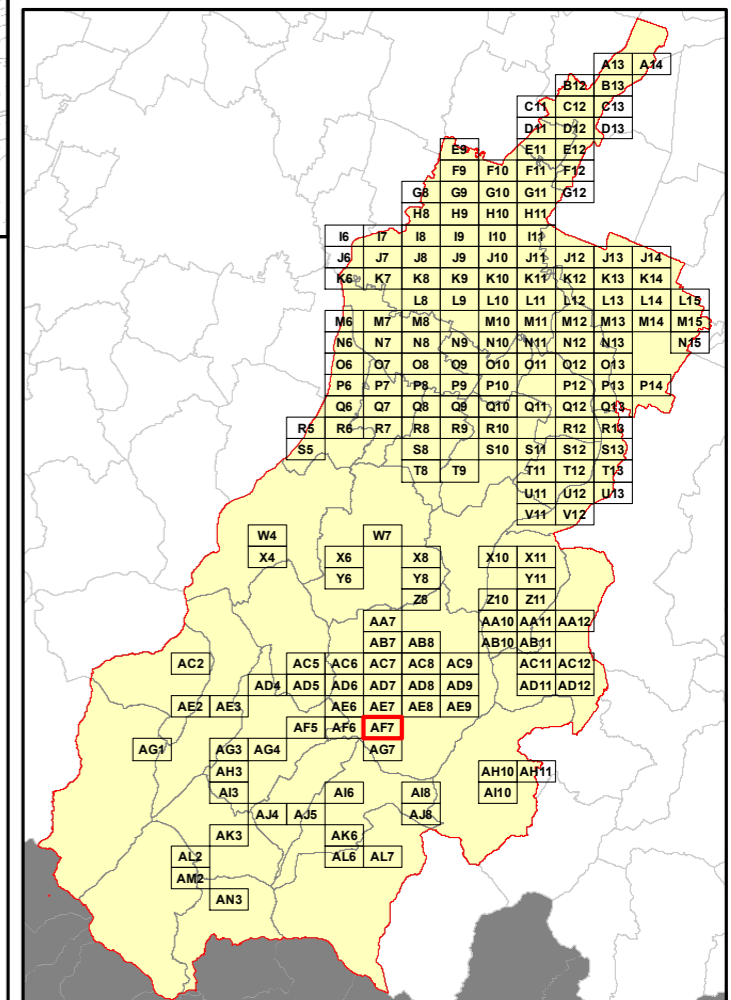 A13 A14
B12 B13
C11 C12 C13
D11 D12 D13
E9 E11 E12
F9 F10 F11 F12
G8 G9 G10 G11 G12
H8 H9 H10 H11
I6 I7 I8 I9 I10 I11
J6 J7 J8 J9 J10 J11 J12 J13 J14
K6 K7 K8 K9 K10 K11 K12 K13 K14
L8 L9 L10 L11 L12 L13 L14 L15
M6 M7 M8 M10 M11 M12 M13 M14 M15
N6 N7 N8 N9 N10 N11 N12 N13 N15
O6 O7 O8 O9 O10 O11 O12 O13
P6 P7 P8 P9 P10 P12 P13 P14
Q6 Q7 Q8 Q9 Q10 Q11 Q12 Q13
R5 R6 R7 R8 R9 R10 R12 R13
S5 S8 S10 S11 S12 S13
T8 T9 T11 T12 T13
U11 U12 U13
V11 V12
W4 W7
X4 X6 X8 X10 X11
Y6 Y8 Y11
Z8 Z10 Z11
AA7 AA10 AA11 AA12
AB7 AB8 AB10 AB11
AC2 AC5 AC6 AC7 AC8 AC9 AC11 AC12
AD4 AD5 AD6 AD7 AD8 AD9 AD11 AD12
AE2 AE3 AE6 AE7 AE8 AE9
AF5 AF6 AF7
AG1 AG3 AG4 AG7
AH3 AH10 AH11
AI3 AI6 AI8 AI10
AJ4 AJ5 AJ8
AK3 AK6
AL2 AL6 AL7
AM2
AN3